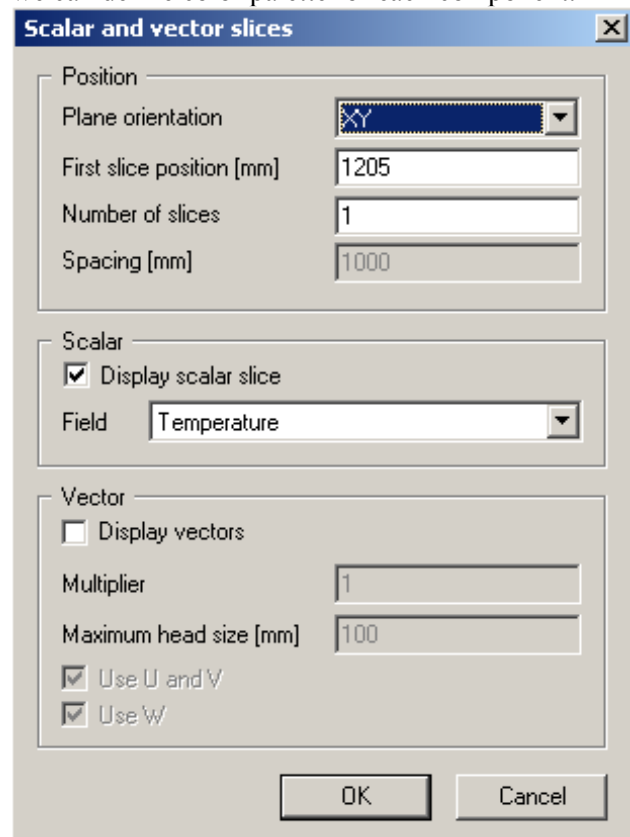 Scalar and vector slices
Position
Plane orientation XY
First slice position [mm] 1205
Number of slices 1
Spacing [mm] 1000
Scalar
Display scalar slice
Field Temperature
Vector
Display vectors
Multiplier 1
Maximum head size [mm] 100
Use U and V
Use W
OK Cancel